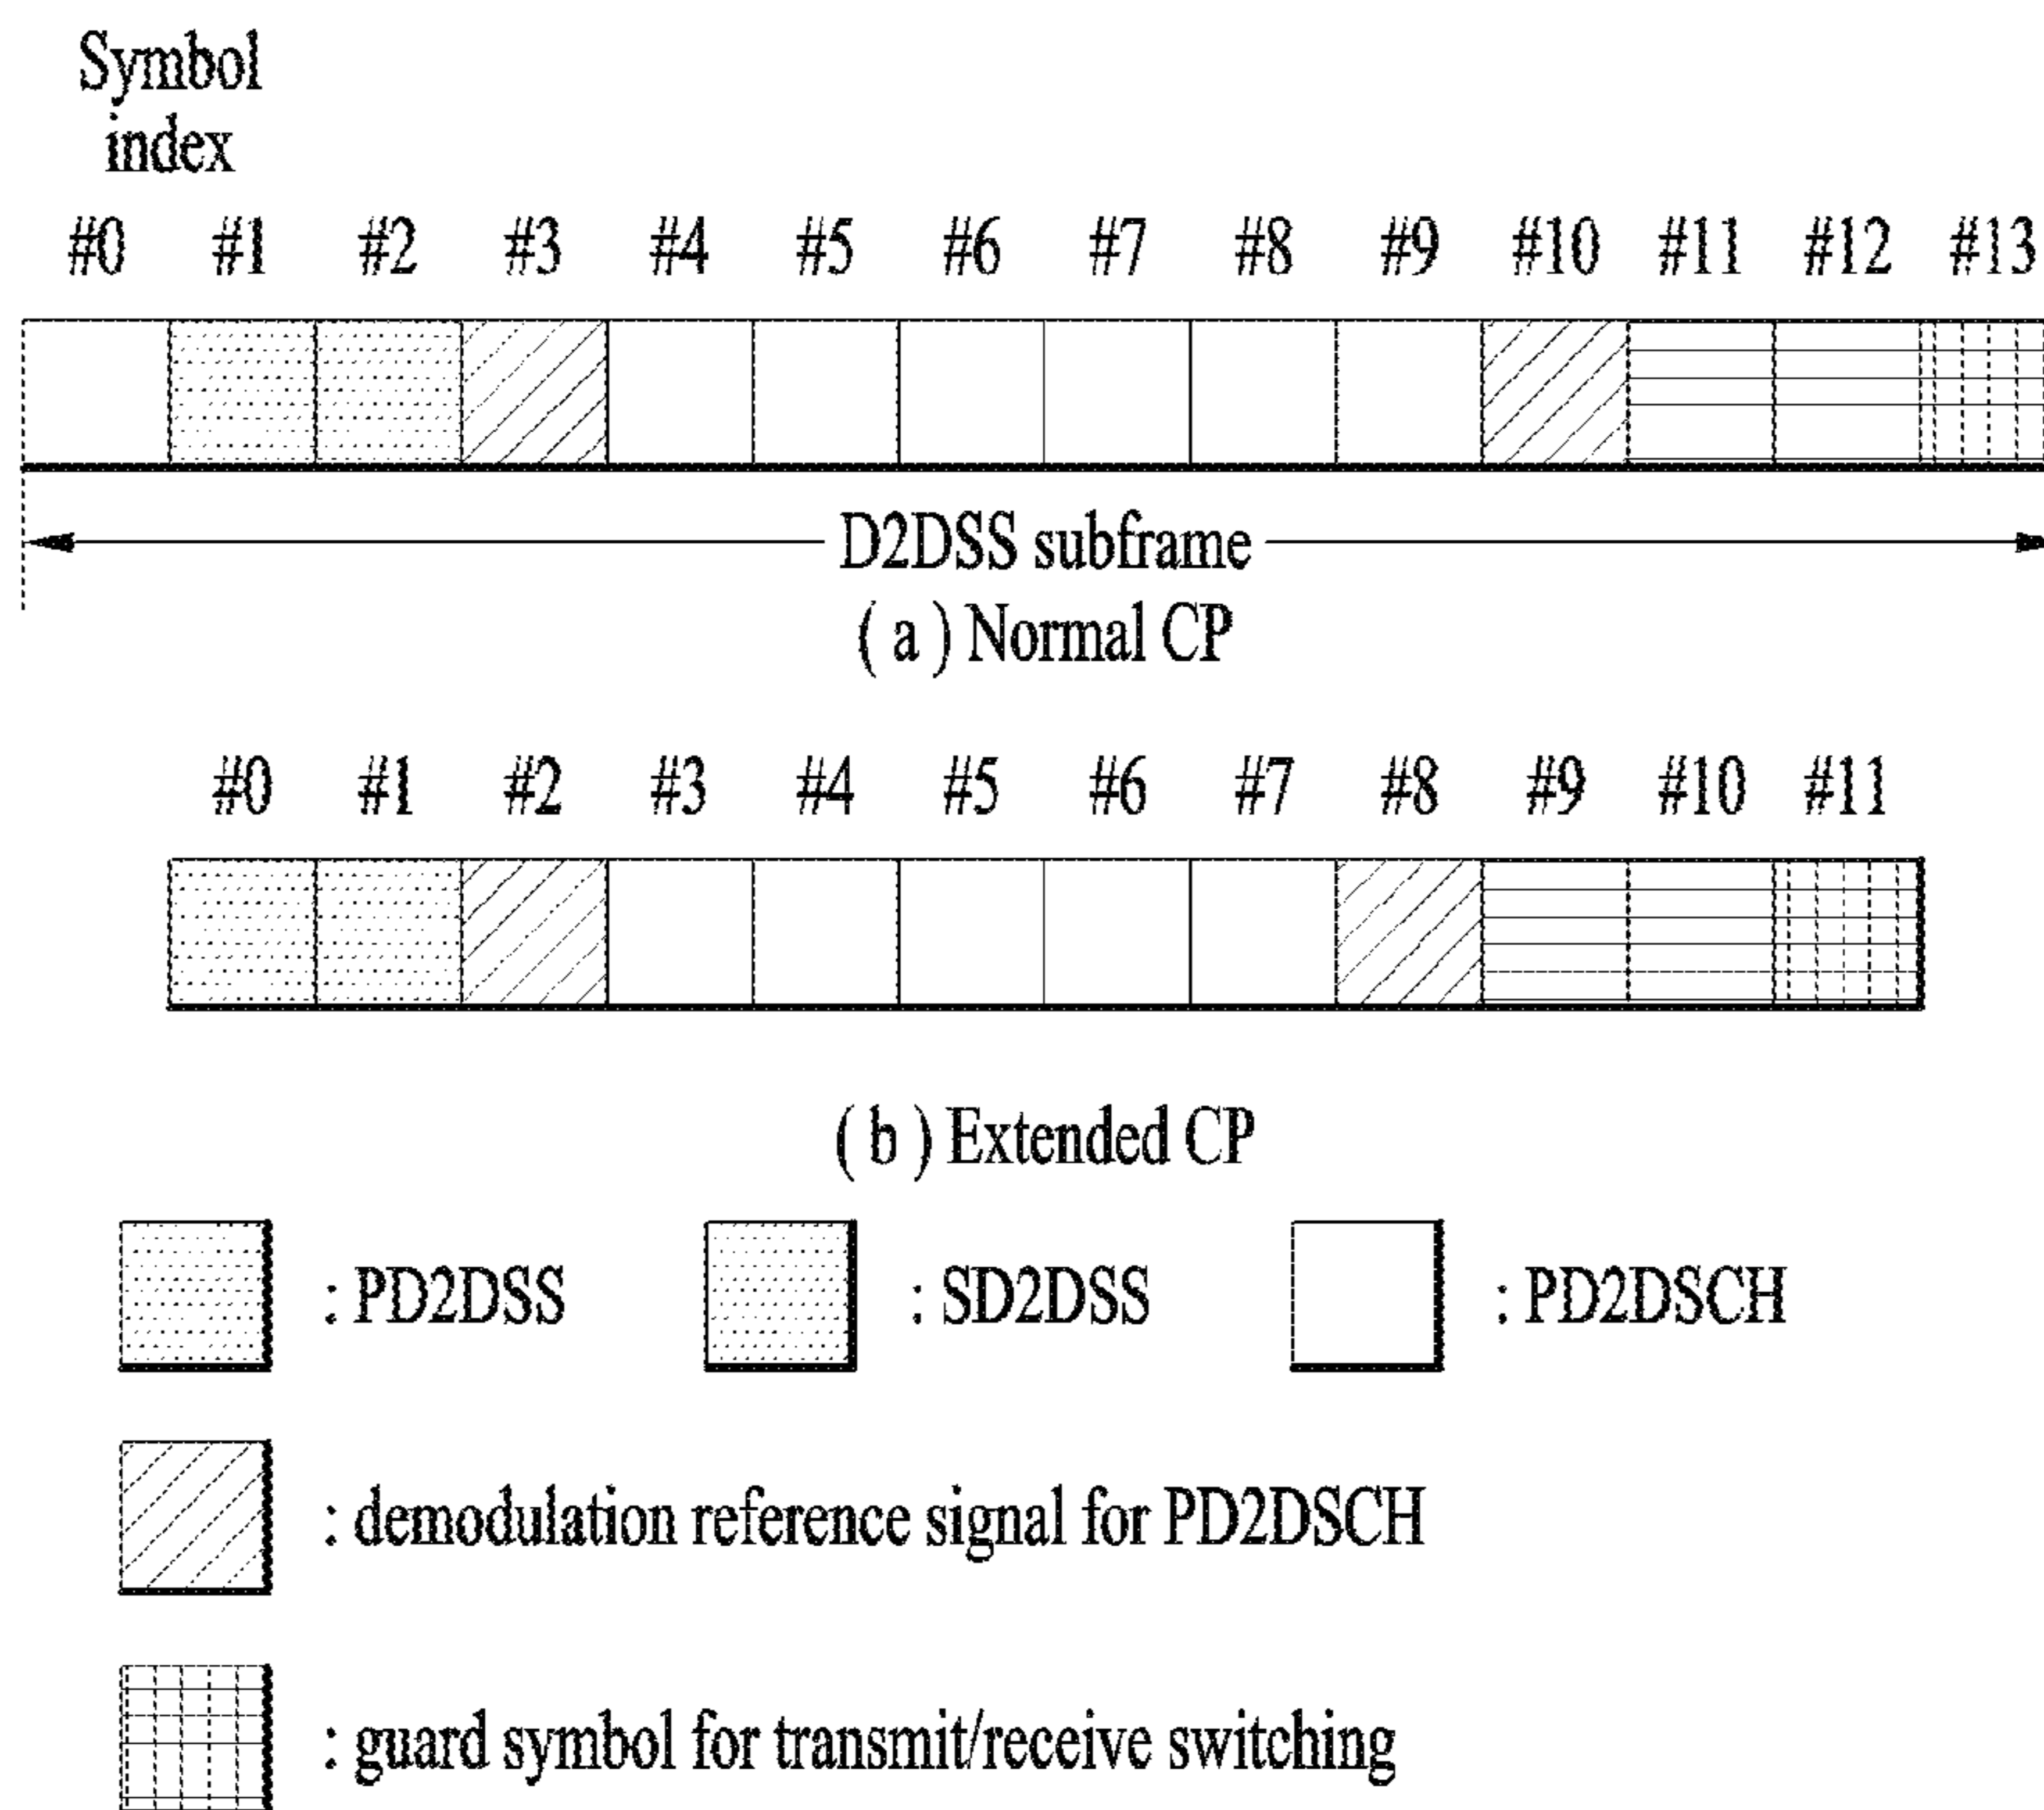 Symbol
index
#0 #1 #2 #3 #4 #5 #6 #7 #8 #9 #10 #11 #12 #13
D2DSS subframe
( a ) Normal CP
#0 #1 #2 #3 #4 #5 #6 #7 #8 #9 #10 #11
( b ) Extended CP
: PD2DSS : SD2DSS : PD2DSCH
: demodulation reference signal for PD2DSCH
: guard symbol for transmit/receive switching